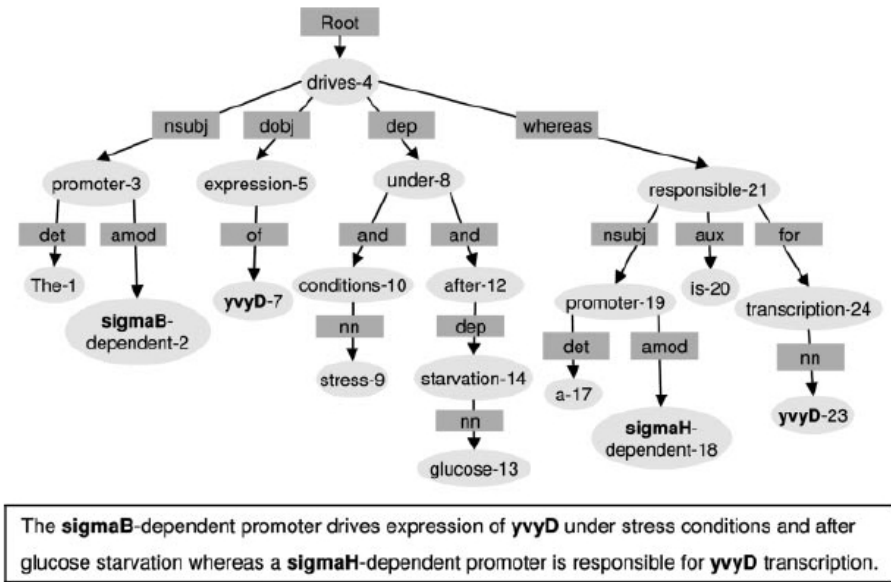 Root
drives-4
nsubj dobj dep whereas
promoter-3 expression-5 under-8 responsible-21
det amod of and and nsubj aux for
The-1 conditions-10 after-12 is-20
sigmaB-
dependent-2
yvyD-7
promoter-19 transcription-24
nn dep det amod nn
stress-9 starvation-14 a-17
sigmaH-
dependent-18
yvyD-23
nn
glucose-13
The sigmaB-dependent promoter drives expression of yvyD under stress conditions and after
glucose starvation whereas a sigmaH-dependent promoter is responsible for yvyD transcription.